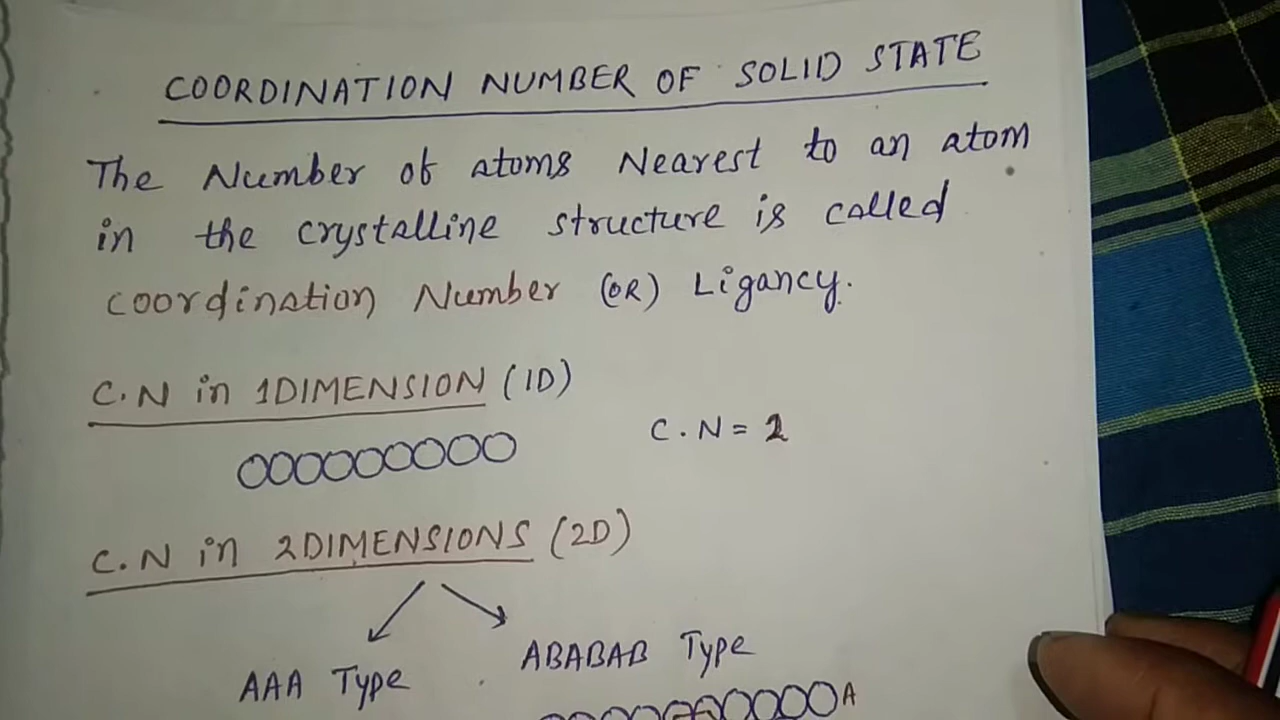 COORDINATION NUMBER OF SOLID STATE
The Number of atoms Nearest to an atom
in the crystalline structure is called
coordination Number (OR) Ligancy.
C.N in 1DIMENSION (1D)
C.N = 2
C.N in 2DIMENSIONS (2D)
AAA Type
ABABAB Type
A